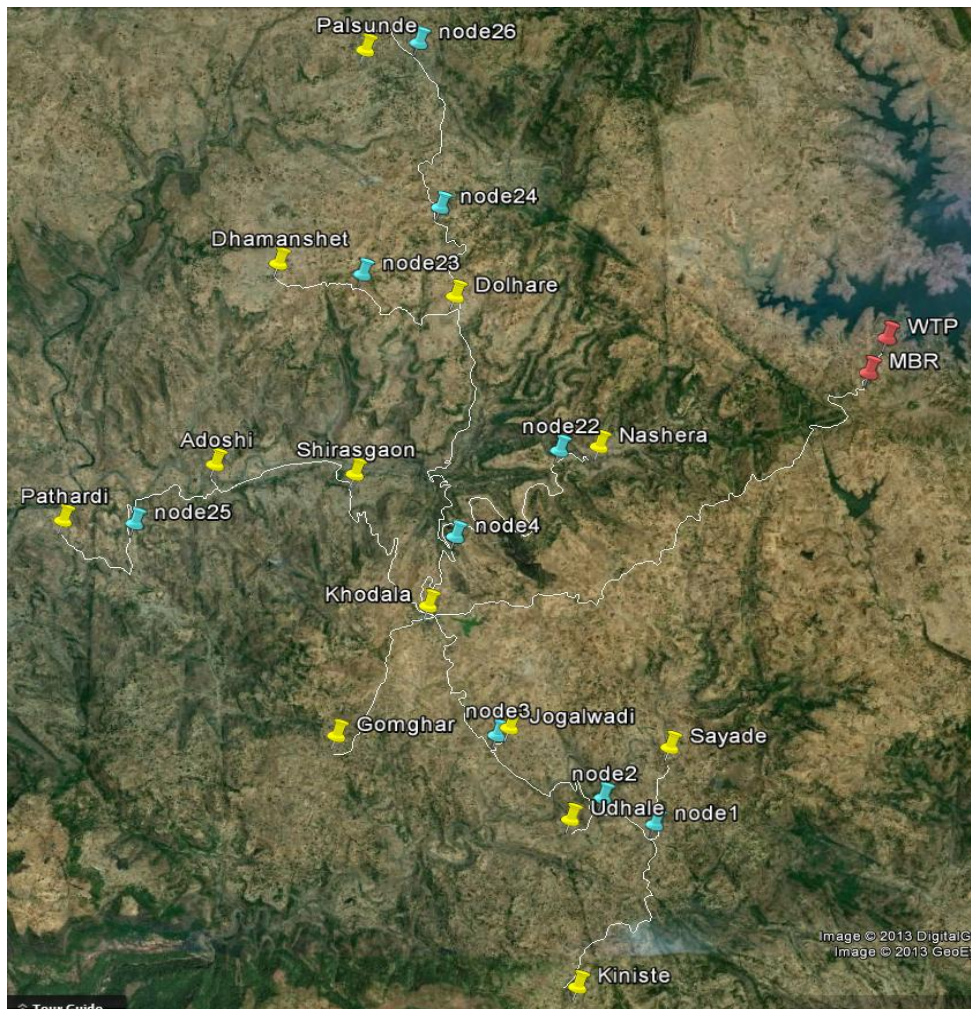 Palsunde
node26
node24
Dhamanshet
node23
Dolhare
WTP
MBR
node22
Nashera
Adoshi
Shirasgaon
Pathardi
node25
node4
Khodala
node3
Jogalwadi
Gomghar
Sayade
node2
Udhale
node1
Image © 2013 DigitalG
Image © 2013 GeoE
Kiniste
Tour Guide